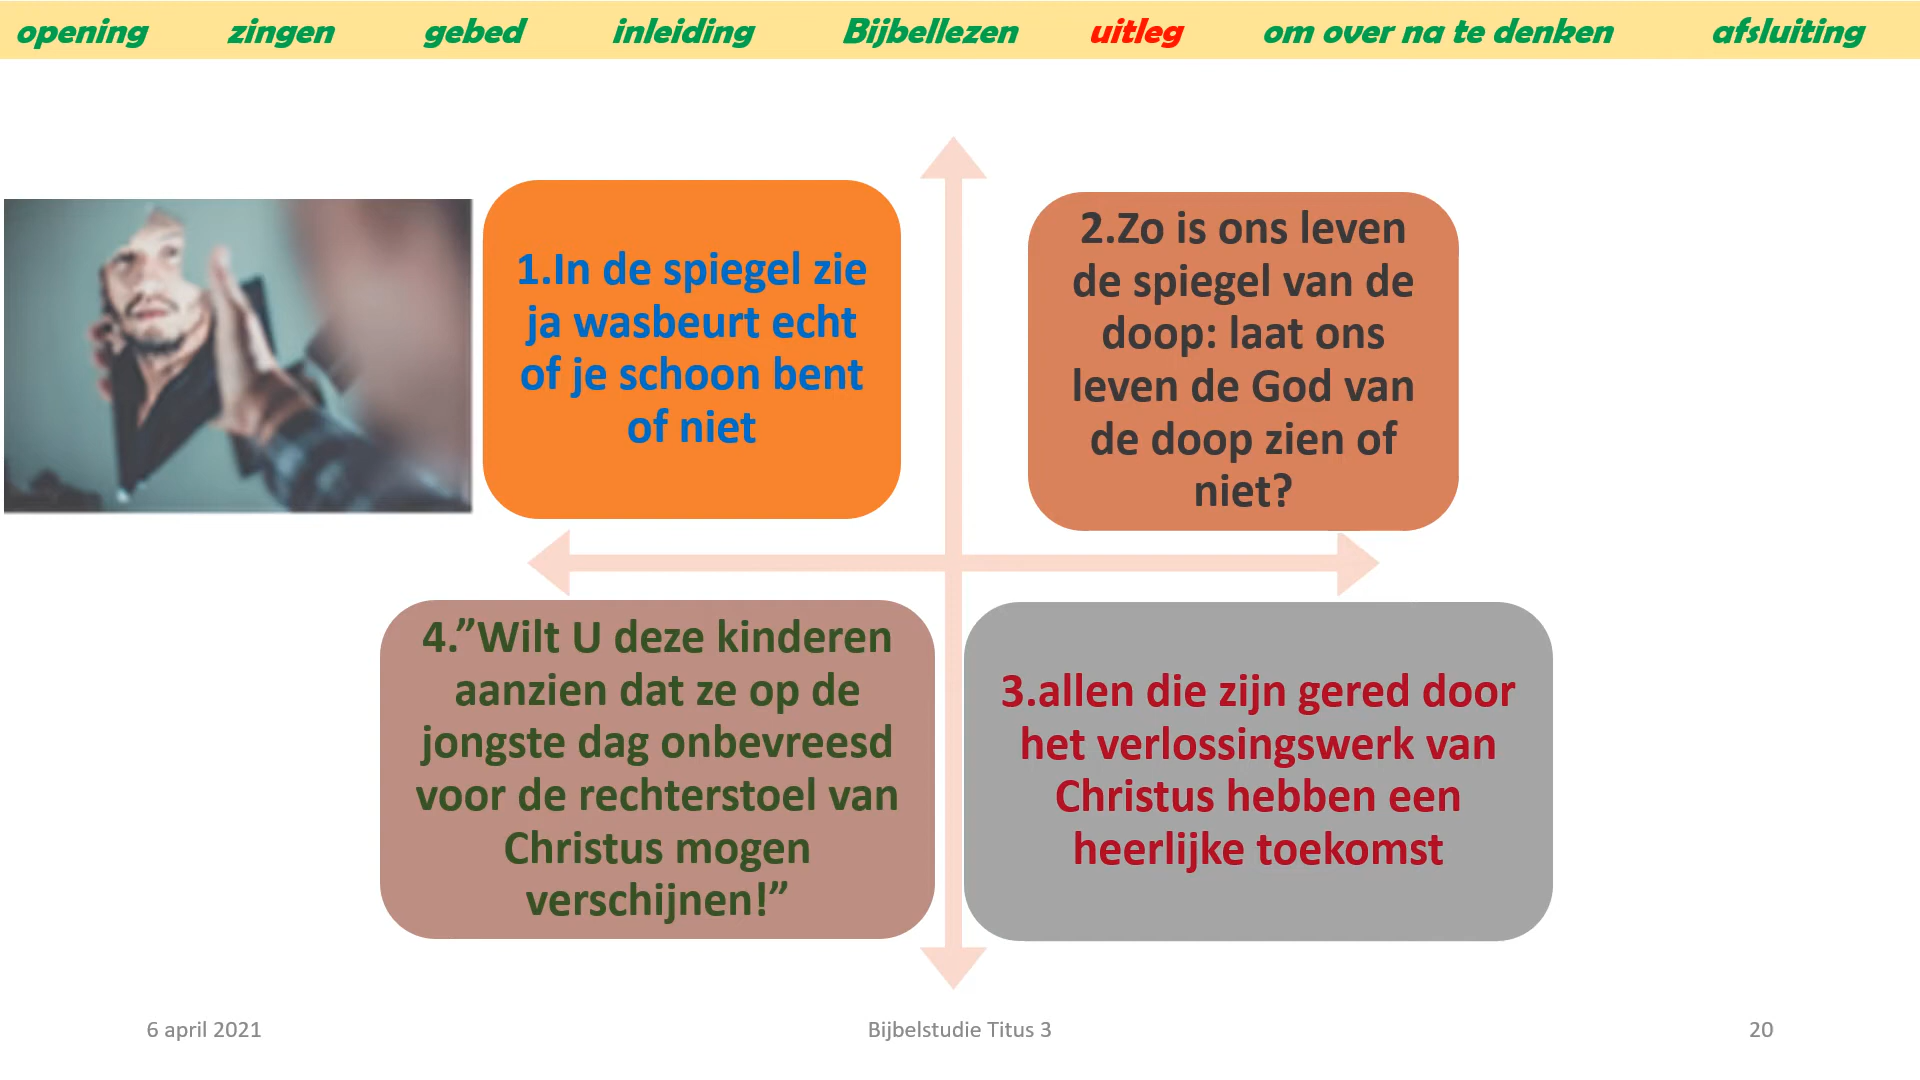 opening zingen gebed inleiding Bijbellezen uitleg om over na te denken afsluiting
1.In de spiegel zie
ja wasbeurt echt
of je schoon bent
of niet
2.Zo is ons leven
de spiegel van de
doop: laat ons
leven de God van
de doop zien of
niet?
4.”Wilt U deze kinderen
aanzien dat ze op de
jongste dag onbevreesd
voor de rechterstoel van
Christus mogen
verschijnen!”
3.allen die zijn gered door
het verlossingswerk van
Christus hebben een
heerlijke toekomst
6 april 2021
Bijbelstudie Titus 3
20